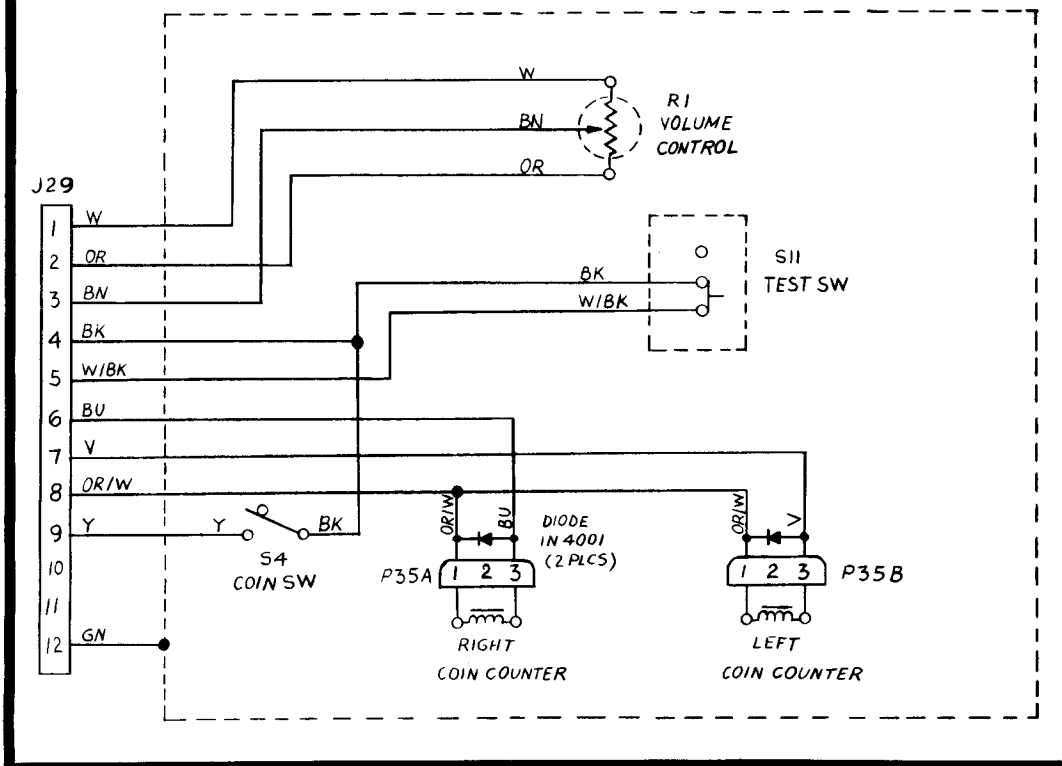 W
R1
VOLUME
CONTROL
BN
OR
J29
1 W
2 OR
3 BN
4 BK
5 W/BK
6 BU
7 V
8 OR/W
9 Y
10
11
12 GN
BK
W/BK
S11
TEST SW
Y
BK
S4
COIN SW
OR/W
BU
DIODE
IN 4001
(2 PLCS)
OR/W
V
P35A 1 2 3
1 2 3 P35B
RIGHT
COIN COUNTER
LEFT
COIN COUNTER